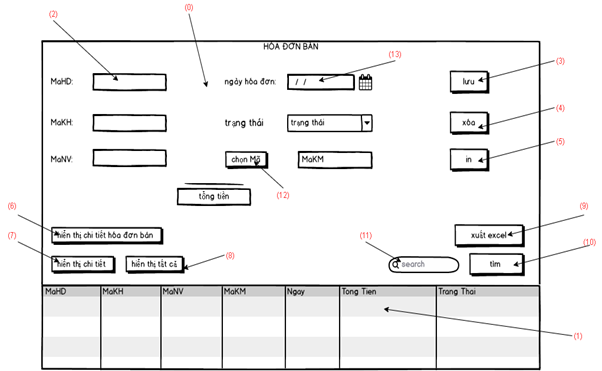 (2)
(0)
HÓA ĐƠN BÁN
(13)
(3)
MaHD:
ngày hóa đơn:
/ /
lưu
(4)
MaKH:
trạng thái
trạng thái
xóa
(5)
MaNV:
chọn Mã
MaKM
in
tổng tiền
(12)
(6)
hiển thị chi tiết hóa đơn bán
(9)
xuất excel
(7)
hiển thị chi tiết
hiển thị tất cả
(8)
(11)
search
tìm
(10)
MaHD MaKH MaNV MaKM Ngay Tong Tien Trang Thai
(1)